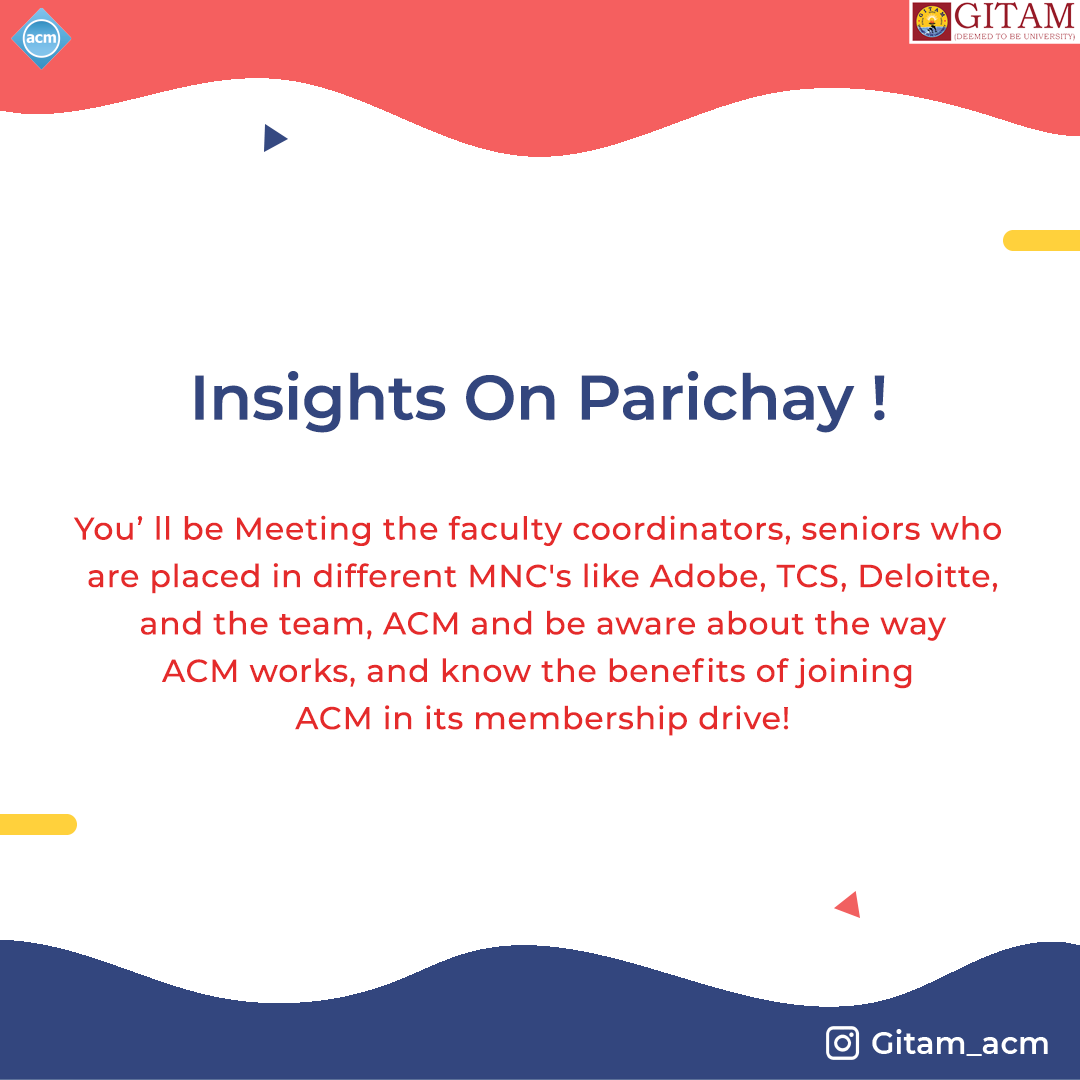 acm
GITAM
(DEEMED TO BE UNIVERSITY)
Insights On Parichay !
You’ ll be Meeting the faculty coordinators, seniors who
are placed in different MNC's like Adobe, TCS, Deloitte,
and the team, ACM and be aware about the way
ACM works, and know the benefits of joining
ACM in its membership drive!
Gitam_acm